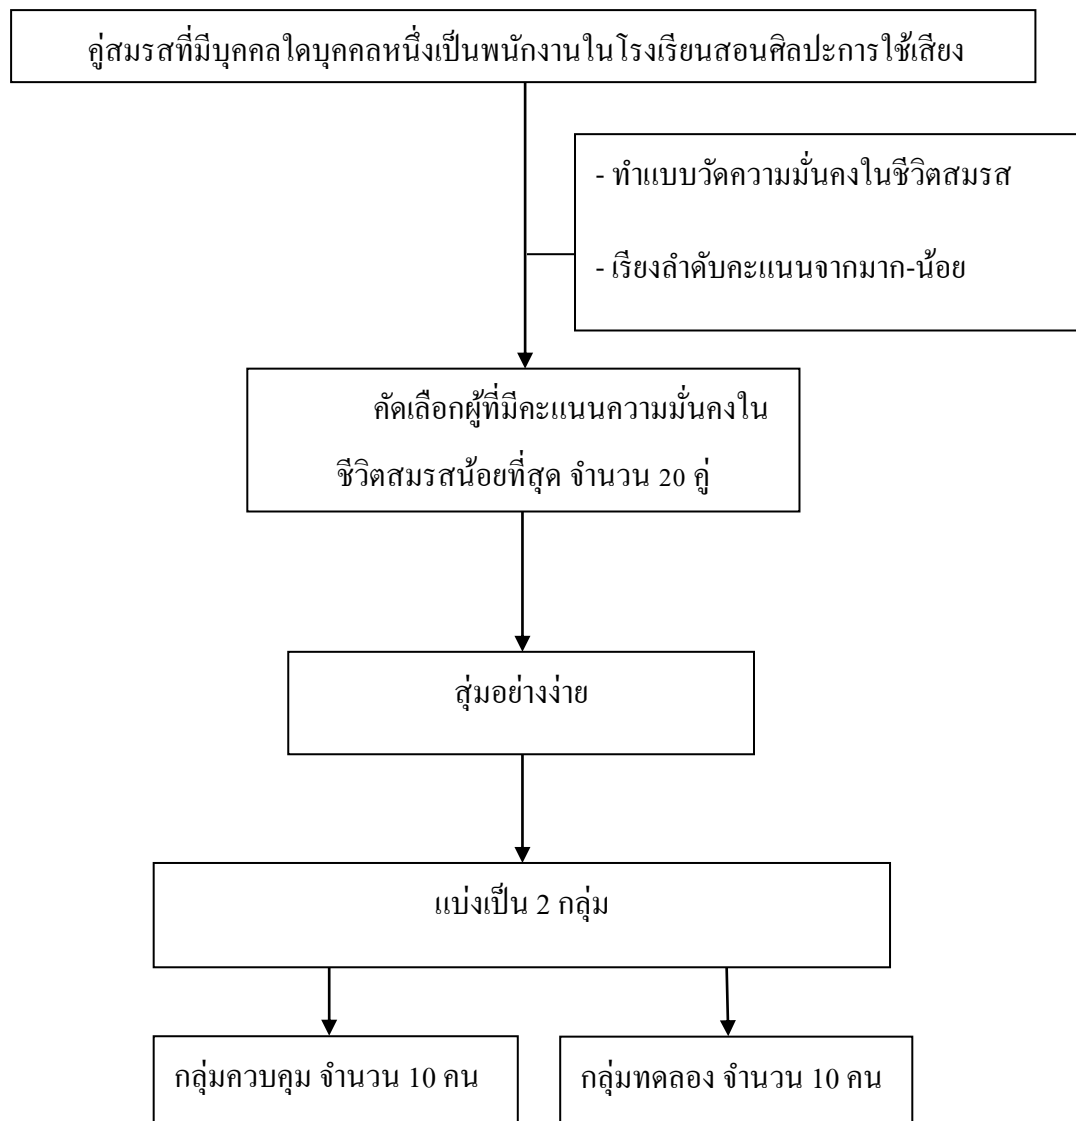 คู่สมรสที่มีบุคคลใดบุคคลหนึ่งเป็นพนักงานในโรงเรียนสอนศิลปะการใช้เสียง
- ทำแบบวัดความมั่นคงในชีวิตสมรส
- เรียงลำดับคะแนนจากมาก-น้อย
คัดเลือกผู้ที่มีคะแนนความมั่นคงใน
ชีวิตสมรสน้อยที่สุด จำนวน 20 คู่
สุ่มอย่างง่าย
แบ่งเป็น 2 กลุ่ม
กลุ่มควบคุม จำนวน 10 คน
กลุ่มทดลอง จำนวน 10 คน